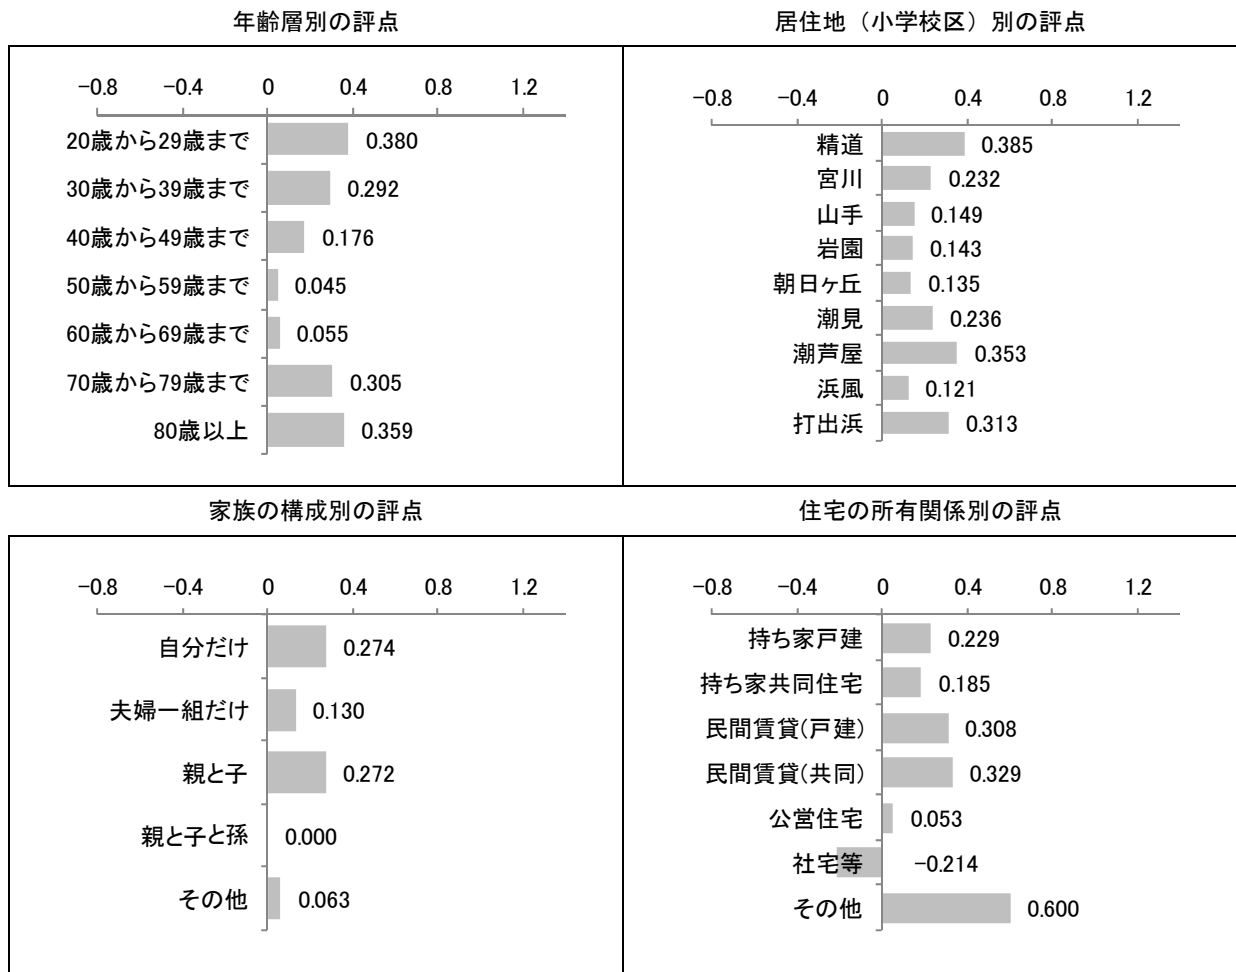 年齢層別の評点
−0.8 −0.4 0 0.4 0.8 1.2
20歳から29歳まで 0.380
30歳から39歳まで 0.292
40歳から49歳まで 0.176
50歳から59歳まで 0.045
60歳から69歳まで 0.055
70歳から79歳まで 0.305
80歳以上 0.359
居住地（小学校区）別の評点
−0.8 −0.4 0 0.4 0.8 1.2
精道 0.385
宮川 0.232
山手 0.149
岩園 0.143
朝日ヶ丘 0.135
潮見 0.236
潮芦屋 0.353
浜風 0.121
打出浜 0.313
家族の構成別の評点
−0.8 −0.4 0 0.4 0.8 1.2
自分だけ 0.274
夫婦一組だけ 0.130
親と子 0.272
親と子と孫 0.000
その他 0.063
住宅の所有関係別の評点
−0.8 −0.4 0 0.4 0.8 1.2
持ち家戸建 0.229
持ち家共同住宅 0.185
民間賃貸(戸建) 0.308
民間賃貸(共同) 0.329
公営住宅 0.053
社宅等 −0.214
その他 0.600